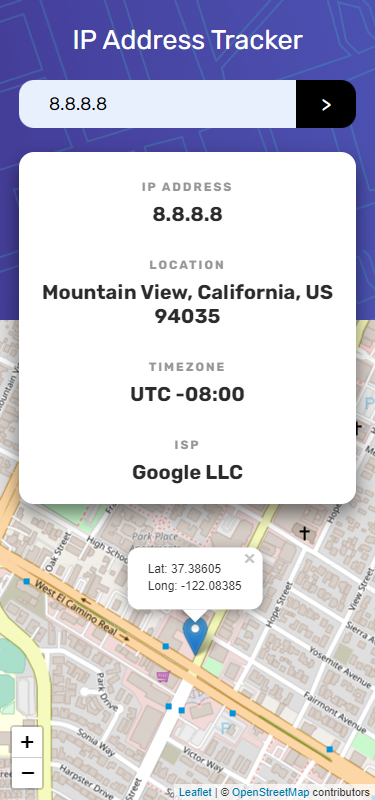 IP Address Tracker
8.8.8.8
>
IP ADDRESS
8.8.8.8
LOCATION
Mountain View, California, US
94035
TIMEZONE
UTC -08:00
ISP
Google LLC
Park Place
Oak Street
High School
Lat: 37.38605
Long: -122.08385
×
West El Camino Real
Hope Street
View Street
Yosemite Avenue
Fairmont Avenue
Park Drive
Sonia Way
Victor Way
Harpster Drive
P
+
−
Leaflet | © OpenStreetMap contributors